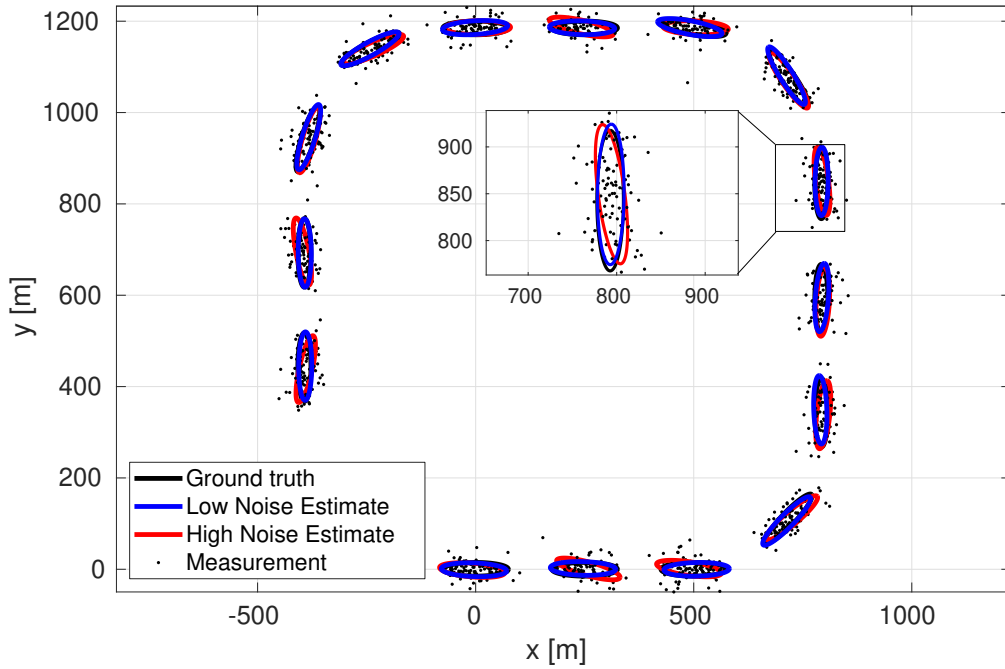 1200
1000
800
600
400
200
0
y [m]
900
850
800
700
800
900
Ground truth
Low Noise Estimate
High Noise Estimate
Measurement
-500
0
500
1000
x [m]